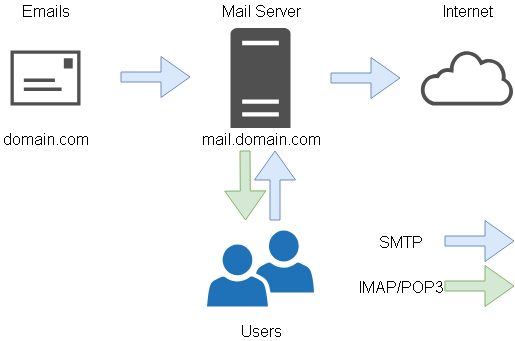 Emails
Mail Server
Internet
domain.com
mail.domain.com
SMTP
IMAP/POP3
Users